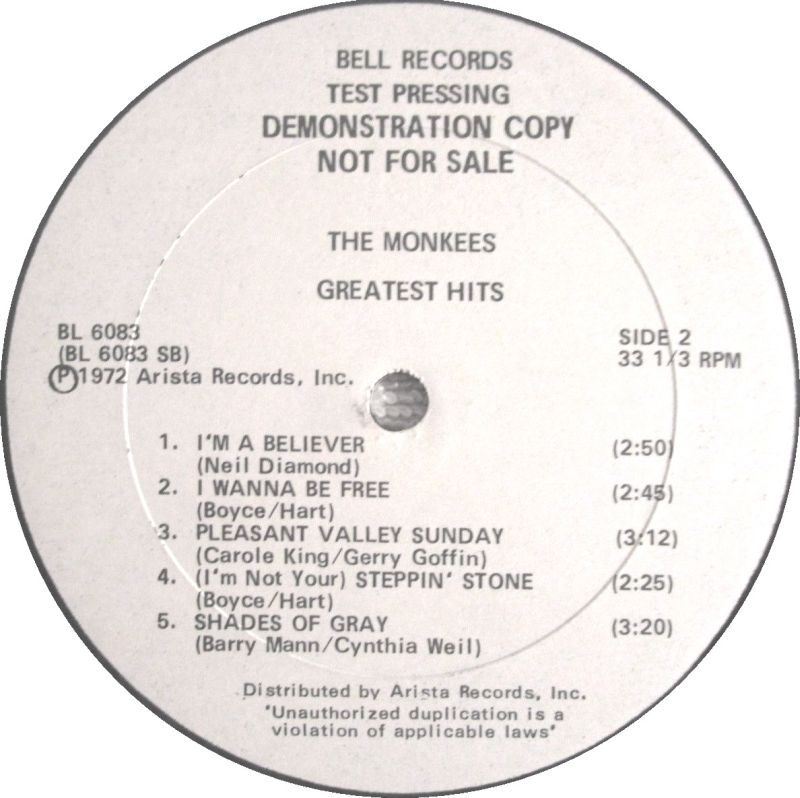 BELL RECORDS
TEST PRESSING
DEMONSTRATION COPY
NOT FOR SALE
THE MONKEES
GREATEST HITS
BL 6083
(BL 6083 SB)
Ⓟ1972 Arista Records, Inc.
SIDE 2
33 1/3 RPM
1. I'M A BELIEVER (2:50)
(Neil Diamond)
2. I WANNA BE FREE (2:45)
(Boyce/Hart)
3. PLEASANT VALLEY SUNDAY (3:12)
(Carole King/Gerry Goffin)
4. (I'm Not Your) STEPPIN' STONE (2:25)
(Boyce/Hart)
5. SHADES OF GRAY (3:20)
(Barry Mann/Cynthia Weil)
Distributed by Arista Records, Inc.
'Unauthorized duplication is a
violation of applicable laws'